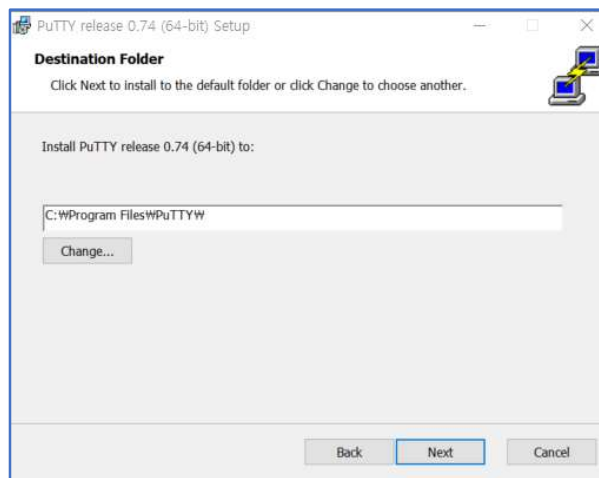 PuTTY release 0.74 (64-bit) Setup
Destination Folder
Click Next to install to the default folder or click Change to choose another.
Install PuTTY release 0.74 (64-bit) to:
C:₩Program Files₩PuTTY₩
Change...
Back Next Cancel